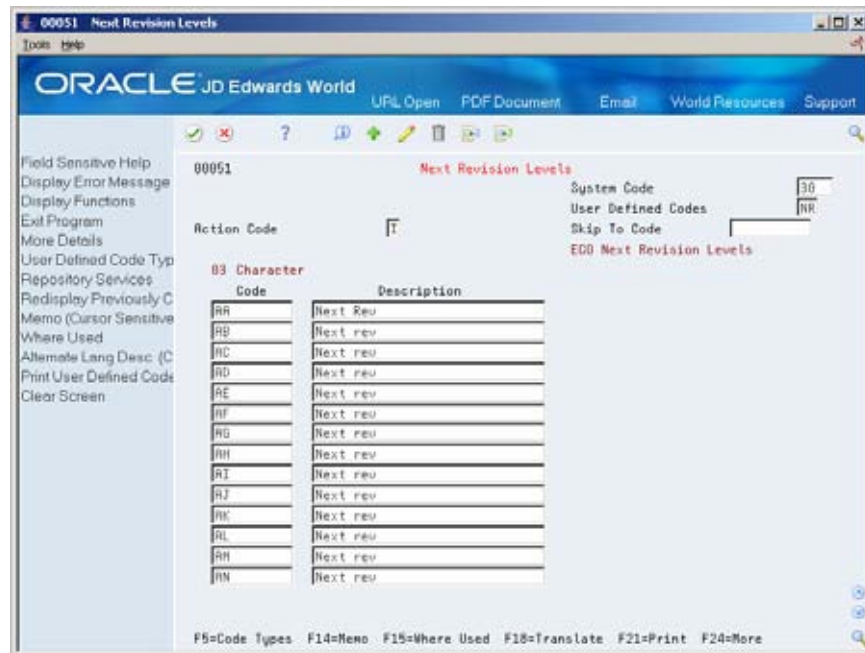 00051 Next Revision Levels
Tools Help
ORACLE JD Edwards World
URL Open PDF Document Email World Resources Support
Field Sensitive Help
Display Error Message
Display Functions
Exit Program
More Details
User Defined Code Typ
Repository Services
Redisplay Previously C
Memo (Cursor Sensitive
Where Used
Alternate Lang Desc (C
Print User Defined Code
Clear Screen
00051 Next Revision Levels
System Code 30
User Defined Codes NR
Action Code I Skip To Code
ECO Next Revision Levels
03 Character
Code Description
AA Next Rev
AB Next rev
AC Next rev
AD Next rev
AE Next rev
AF Next rev
AG Next rev
AH Next rev
AI Next rev
AJ Next rev
AK Next rev
AL Next rev
AM Next rev
AN Next rev
F5=Code Types F14=Memo F15=Where Used F18=Translate F21=Print F24=More